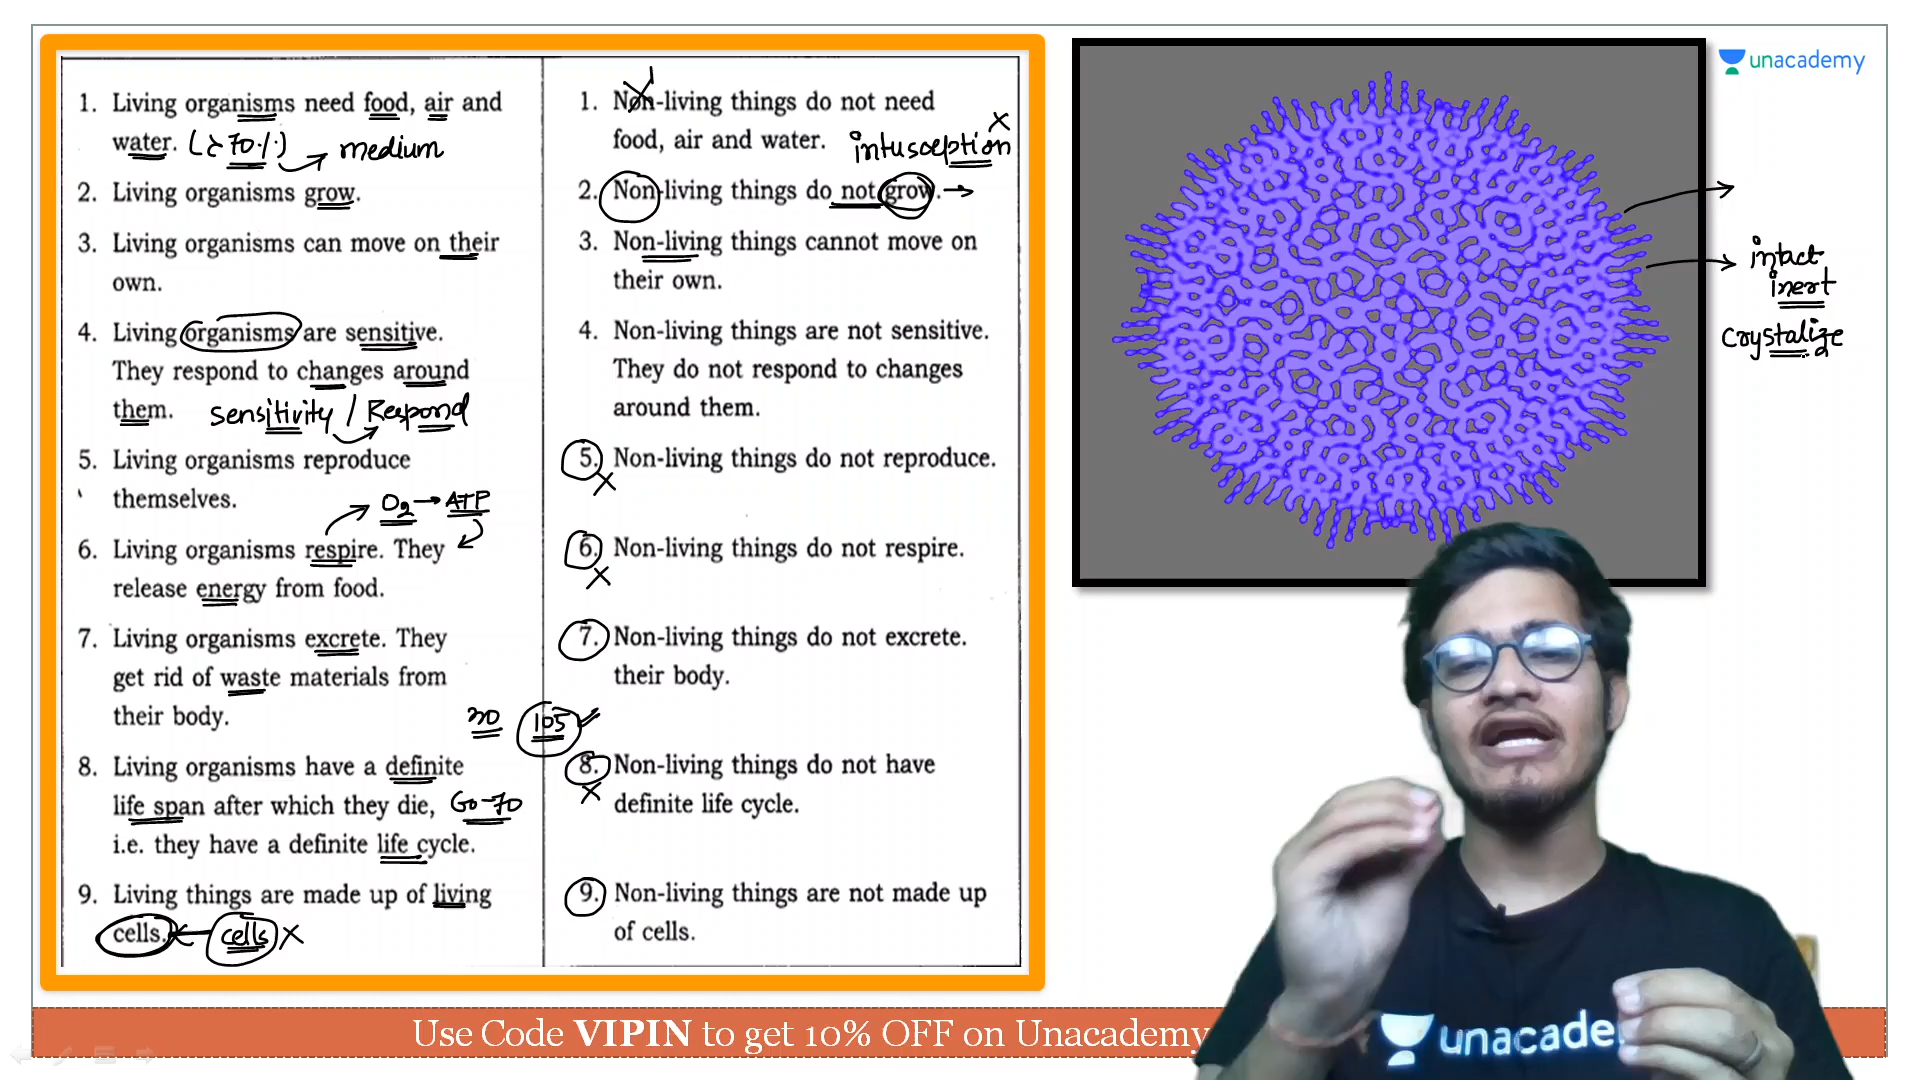 1. Living organisms need food, air and
water. (≥70%) → medium
2. Living organisms grow.
3. Living organisms can move on their
own.
4. Living organisms are sensitive.
They respond to changes around
them. sensitivity / Respond
5. Living organisms reproduce
themselves. O2 → ATP
6. Living organisms respire. They
release energy from food.
7. Living organisms excrete. They
get rid of waste materials from
their body.
105
8. Living organisms have a definite
life span after which they die, 60-70
i.e. they have a definite life cycle.
9. Living things are made up of living
cells. cells X
1. Non-living things do not need
food, air and water. intusception X
2. Non-living things do not grow. →
3. Non-living things cannot move on
their own.
4. Non-living things are not sensitive.
They do not respond to changes
around them.
5. Non-living things do not reproduce.
X
6. Non-living things do not respire.
X
7. Non-living things do not excrete.
their body.
8. Non-living things do not have
X
definite life cycle.
9. Non-living things are not made up
of cells.
unacademy
intact
inert
crystalize
unacade
Use Code VIPIN to get 10% OFF on Unacademy